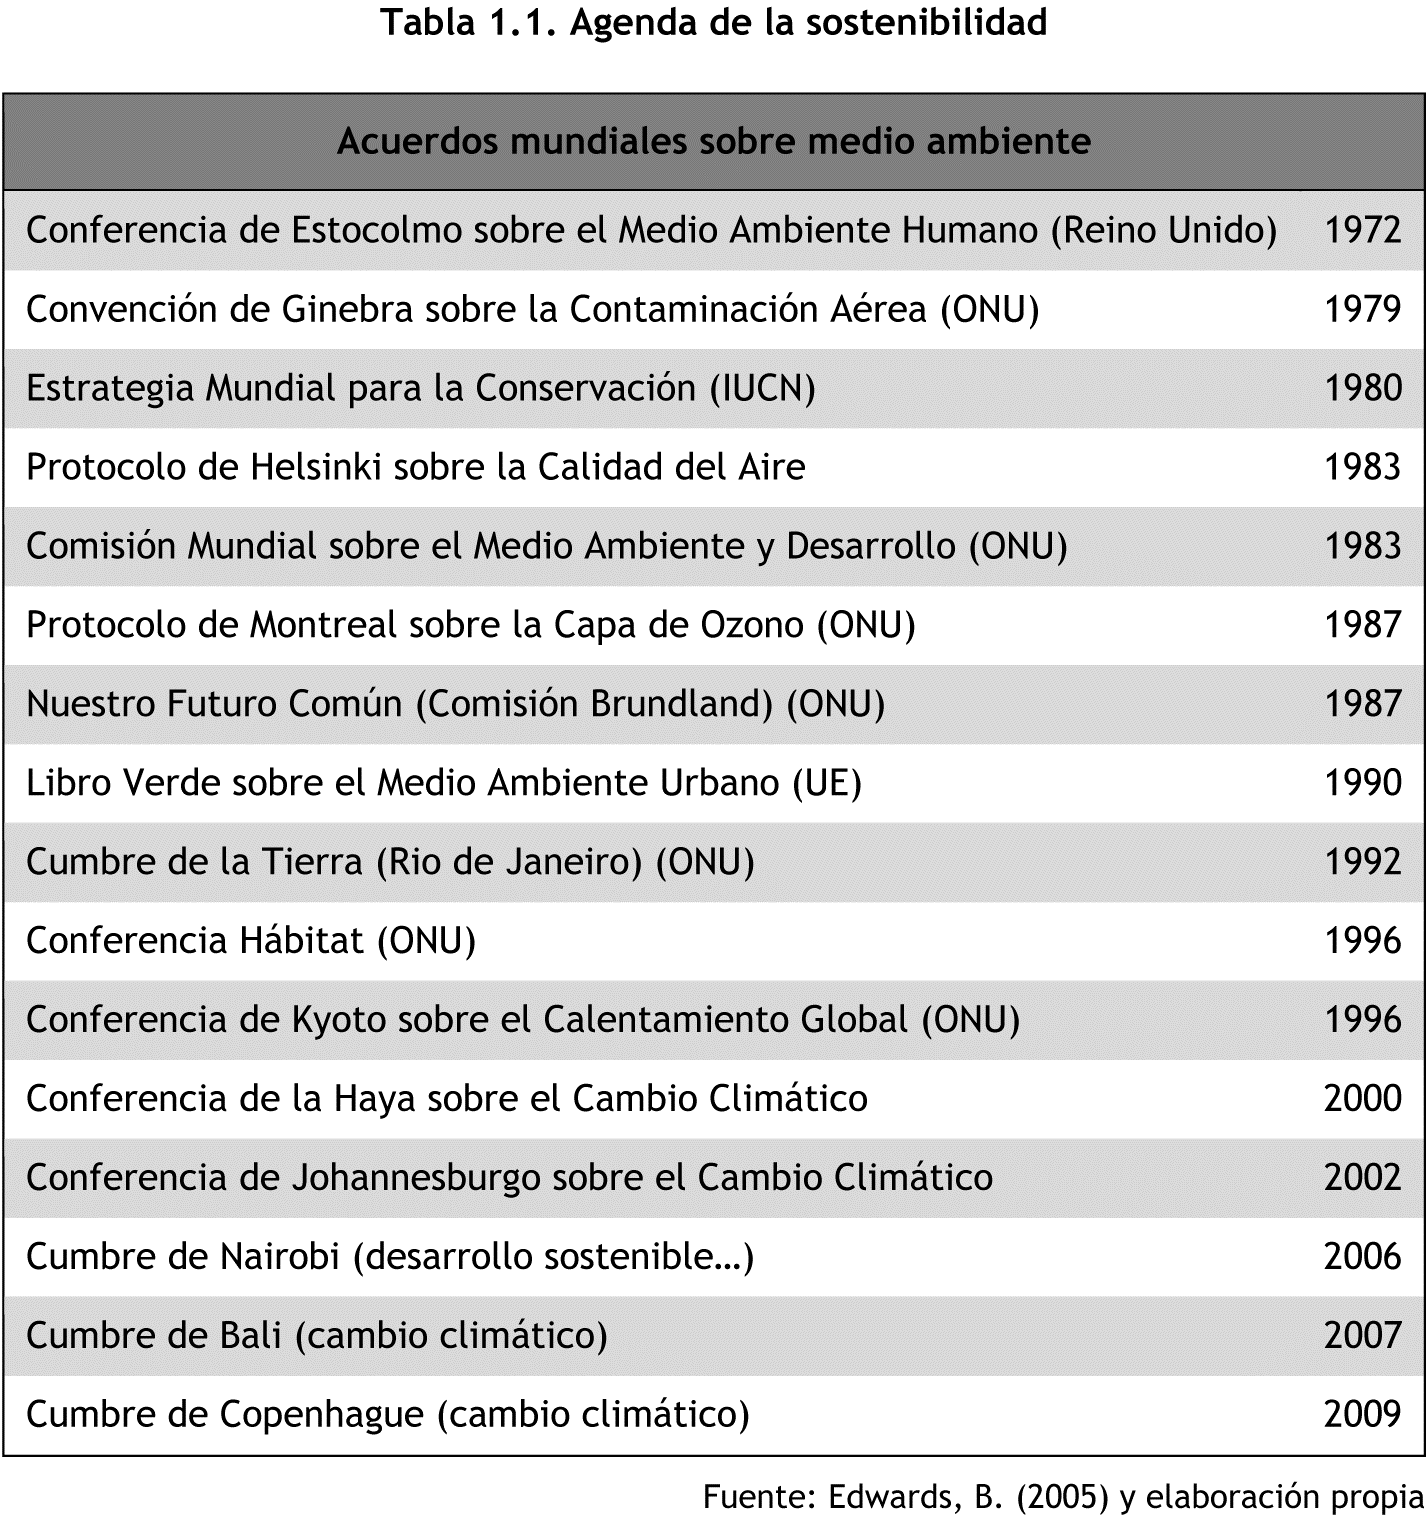 Tabla 1.1. Agenda de la sostenibilidad
Acuerdos mundiales sobre medio ambiente
Conferencia de Estocolmo sobre el Medio Ambiente Humano (Reino Unido) 1972
Convención de Ginebra sobre la Contaminación Aérea (ONU) 1979
Estrategia Mundial para la Conservación (IUCN) 1980
Protocolo de Helsinki sobre la Calidad del Aire 1983
Comisión Mundial sobre el Medio Ambiente y Desarrollo (ONU) 1983
Protocolo de Montreal sobre la Capa de Ozono (ONU) 1987
Nuestro Futuro Común (Comisión Brundland) (ONU) 1987
Libro Verde sobre el Medio Ambiente Urbano (UE) 1990
Cumbre de la Tierra (Rio de Janeiro) (ONU) 1992
Conferencia Hábitat (ONU) 1996
Conferencia de Kyoto sobre el Calentamiento Global (ONU) 1996
Conferencia de la Haya sobre el Cambio Climático 2000
Conferencia de Johannesburgo sobre el Cambio Climático 2002
Cumbre de Nairobi (desarrollo sostenible…) 2006
Cumbre de Bali (cambio climático) 2007
Cumbre de Copenhague (cambio climático) 2009
Fuente: Edwards, B. (2005) y elaboración propia